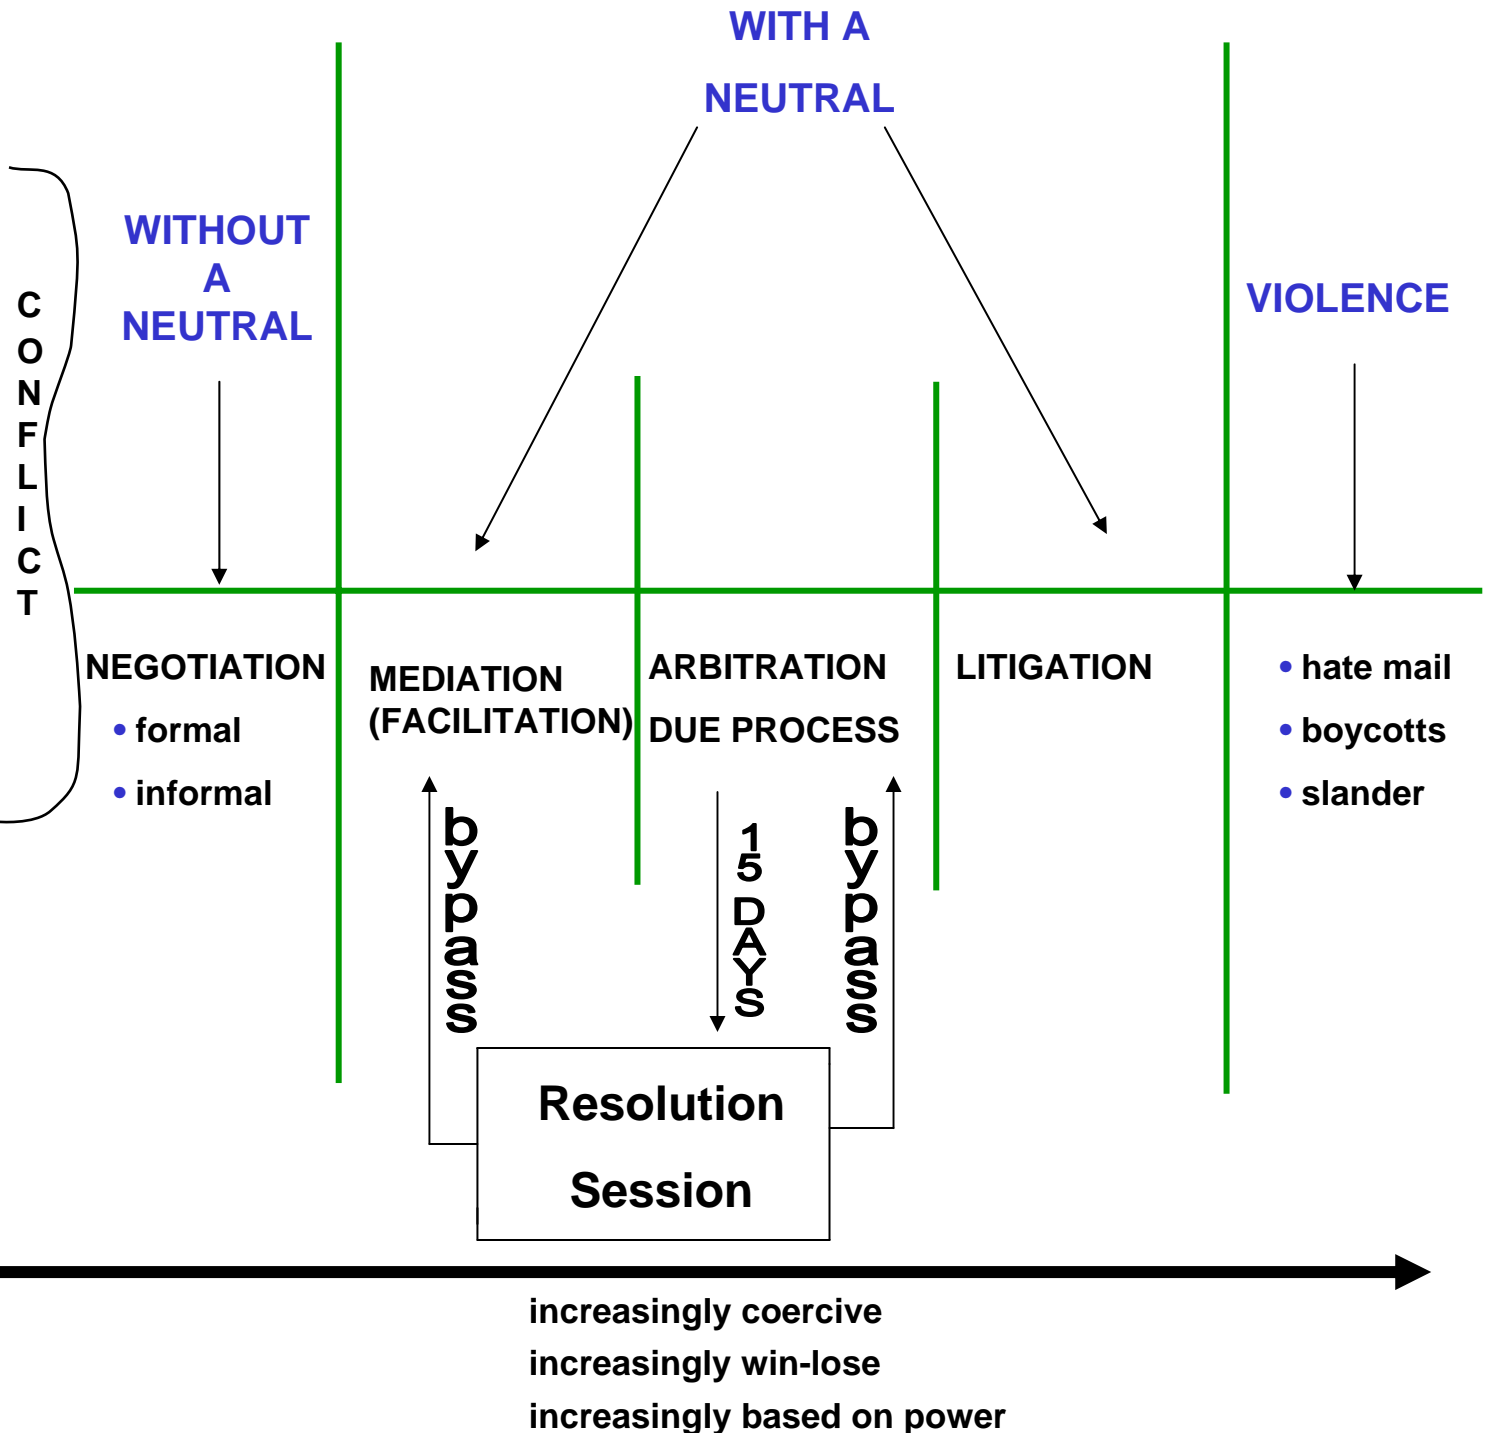 WITH A
NEUTRAL
WITHOUT
A
NEUTRAL
VIOLENCE
CONFLICT
NEGOTIATION
• formal
• informal
MEDIATION
(FACILITATION)
ARBITRATION
DUE PROCESS
LITIGATION
• hate mail
• boycotts
• slander
bypass
15 DAYS
bypass
Resolution
Session
increasingly coercive
increasingly win-lose
increasingly based on power